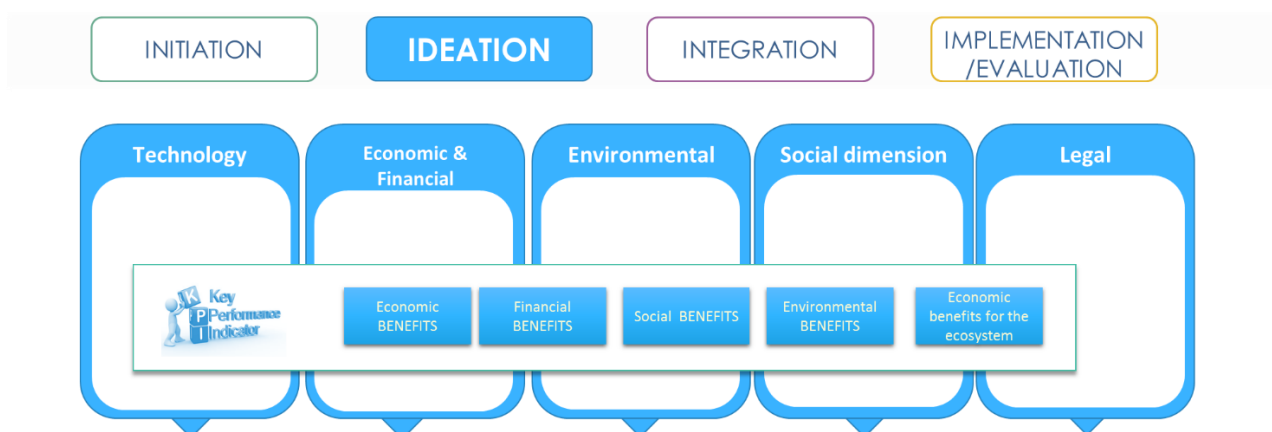 INITIATION
IDEATION
INTEGRATION
IMPLEMENTATION
/EVALUATION
Technology
Economic &
Financial
Environmental
Social dimension
Legal
K Key
P Performance
I Indicator
Economic
BENEFITS
Financial
BENEFITS
Social BENEFITS
Environmental
BENEFITS
Economic
benefits for the
ecosystem